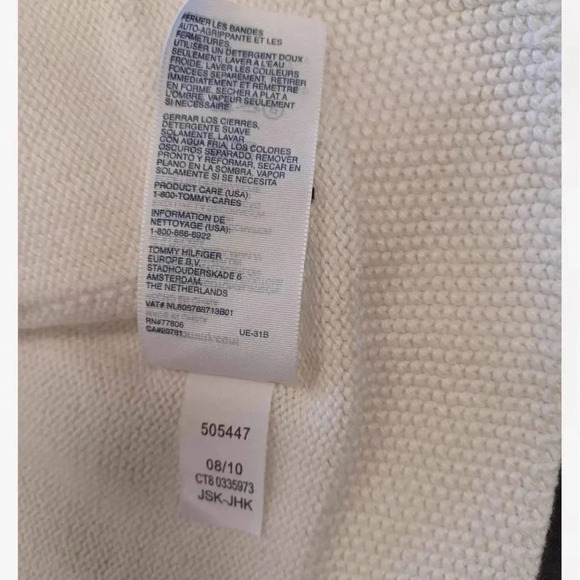 FERMER LES BANDES
AUTO-AGRIPPANTE ET LES
FERMETURES.
UTILISER UN DETERGENT DOUX
SEULEMENT, LAVER A L'EAU
FROIDE, LAVER LES COULEURS
FONCEES SEPAREMENT, RETIRER
IMMEDIATEMENT ET REMETTRE
EN FORME, SECHER A PLAT A
L'OMBRE, VAPEUR SEULEMENT
SI NECESSAIRE
CERRAR LOS CIERRES,
DETERGENTE SUAVE
SOLAMENTE, LAVAR
CON AGUA FRIA, LOS COLORES
OSCUROS SEPARADO, REMOVER
PRONTO Y REFORMAR, SECAR EN
PLANO EN LA SOMBRA, VAPOR
SOLAMENTE SI SE NECESITA
PRODUCT CARE (USA):
1-800-TOMMY-CARES
INFORMATION DE
NETTOYAGE (USA):
1-800-866-6922
TOMMY HILFIGER
EUROPE B.V.
STADHOUDERSKADE 6
AMSTERDAM,
THE NETHERLANDS
VAT# NL805768713B01
RN#77806 UE-31B
CA#20781
505447
08/10
CT8 0335973
JSK-JHK